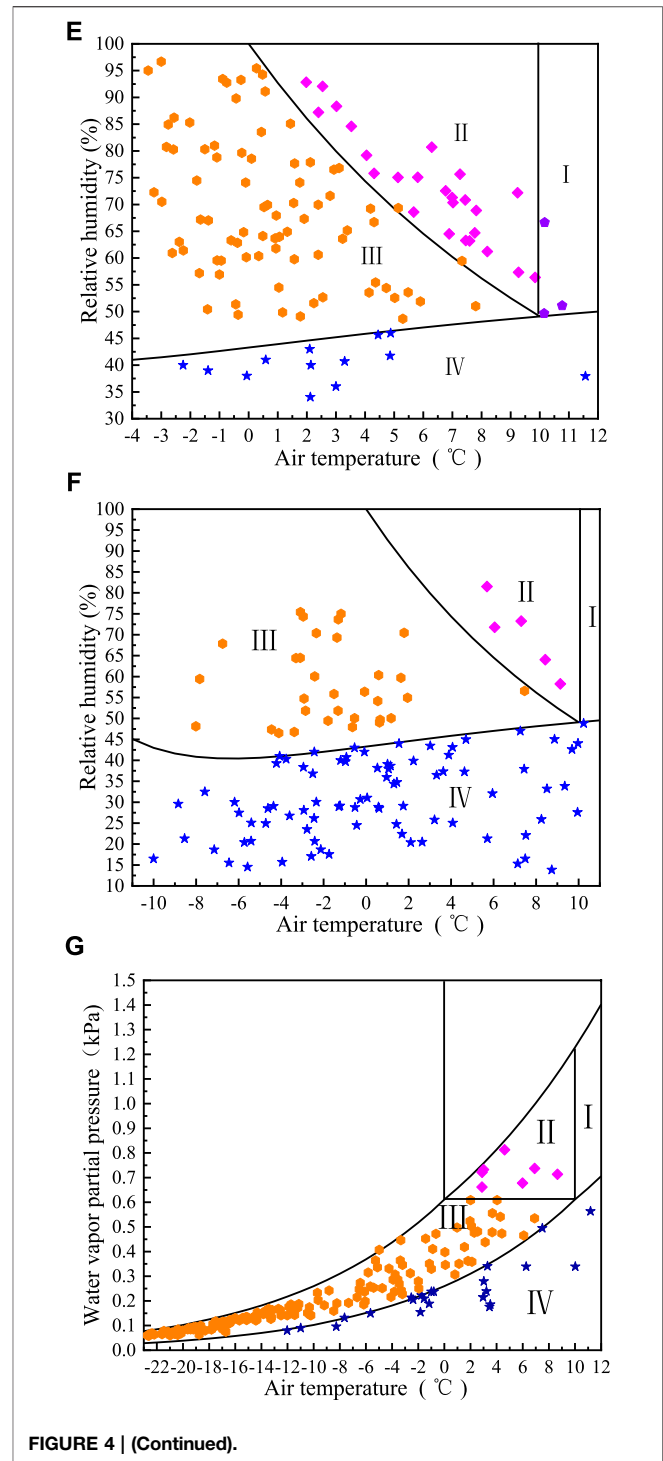 E
100
95
90
85
80
75
70
65
60
55
50
45
40
35
30
Relative humidity (%)
II
I
III
IV
-4 -3 -2 -1 0 1 2 3 4 5 6 7 8 9 10 11 12
Air temperature ( ℃)
F
100
95
90
85
80
75
70
65
60
55
50
45
40
35
30
25
20
15
10
Relative humidity (%)
II
III
I
IV
-10 -8 -6 -4 -2 0 2 4 6 8 10
Air temperature ( ℃)
G
1.5
1.4
1.3
1.2
1.1
1.0
0.9
0.8
0.7
0.6
0.5
0.4
0.3
0.2
0.1
0.0
Water vapor partial pressure (kPa)
I
II
III
IV
-22-20-18-16-14-12-10 -8 -6 -4 -2 0 2 4 6 8 10 12
Air temperature ( ℃)
FIGURE 4 | (Continued).